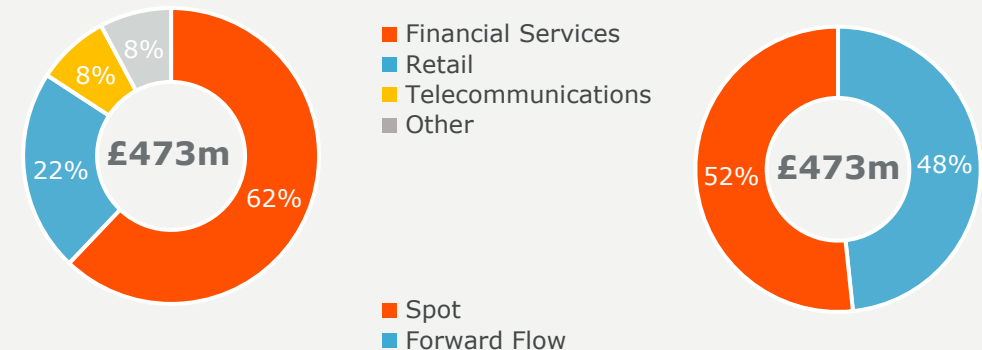 8%
8%
22%
£473m
62%
Financial Services
Retail
Telecommunications
Other
52%
£473m
48%
Spot
Forward Flow